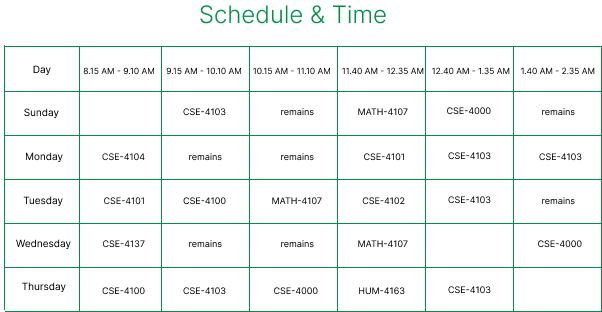 Schedule & Time
Day 8.15 AM - 9.10 AM 9.15 AM - 10.10 AM 10.15 AM - 11.10 AM 11.40 AM - 12.35 AM 12.40 AM - 1.35 AM 1.40 AM - 2.35 AM
Sunday CSE-4103 remains MATH-4107 CSE-4000 remains
Monday CSE-4104 remains remains CSE-4101 CSE-4103 CSE-4103
Tuesday CSE-4101 CSE-4100 MATH-4107 CSE-4102 CSE-4103 remains
Wednesday CSE-4137 remains remains MATH-4107 CSE-4000
Thursday CSE-4100 CSE-4103 CSE-4000 HUM-4163 CSE-4103